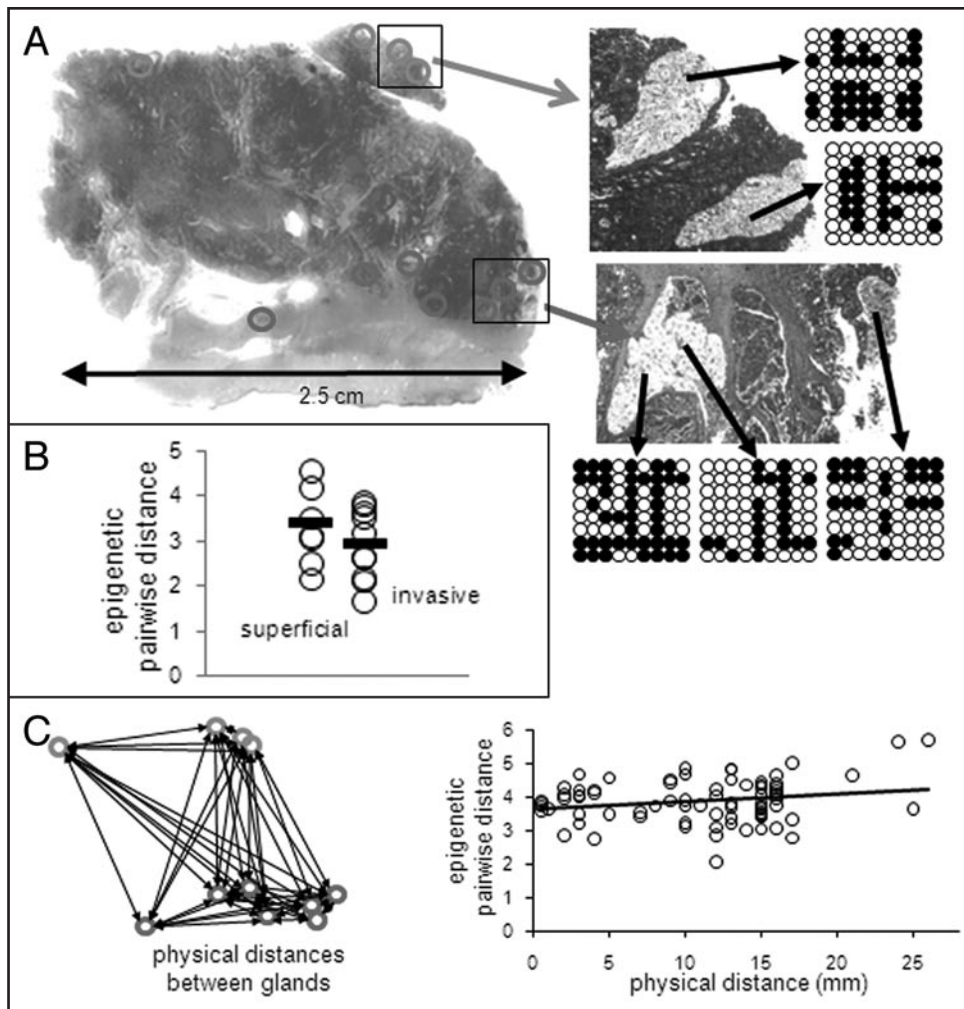 A
2.5 cm
B
epigenetic
pairwise distance
5
4
3
2
1
0
superficial
invasive
C
physical distances
between glands
epigenetic
pairwise distance
6
5
4
3
2
1
0
0 5 10 15 20 25
physical distance (mm)